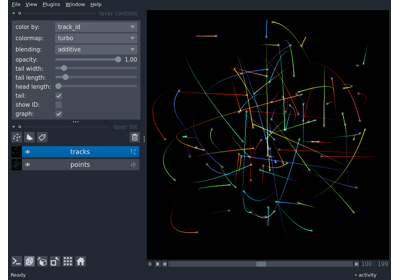 File View Plugins Window Help
layer controls
color by: track_id
colormap: turbo
blending: additive
opacity: 1.00
tail width:
tail length:
head length:
tail:
show ID:
graph:
layer list
tracks
points
100 | 199
Ready
activity